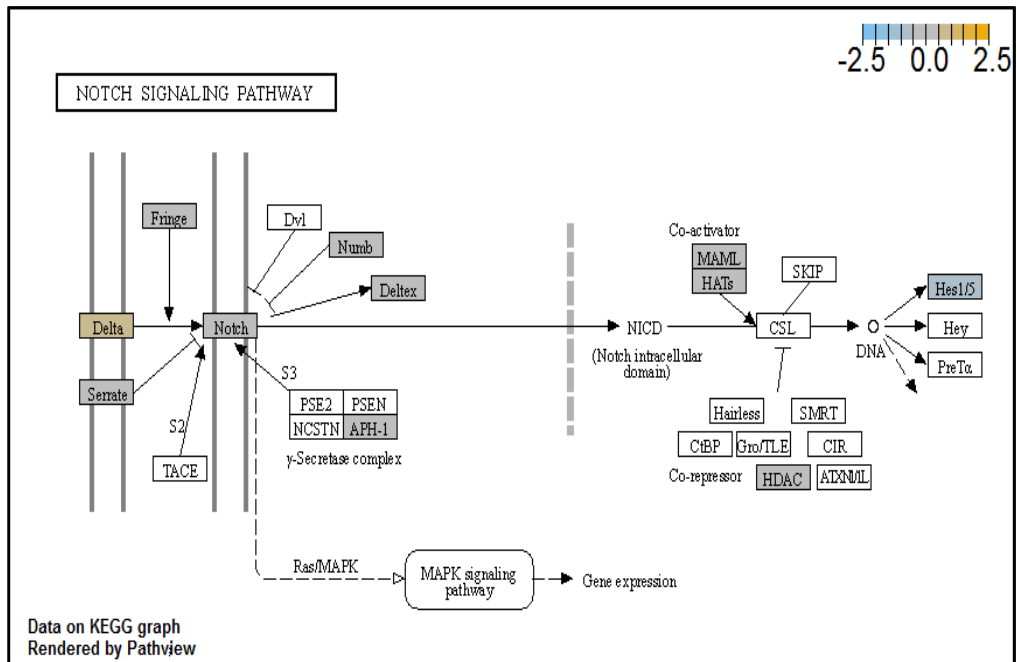 -2.5 0.0 2.5
NOTCH SIGNALING PATHWAY
Fringe
Dvl
Numb
Deltex
Delta
Notch
Serrate
S2
TACE
S3
PSE2 PSEN
NCSTN APH-1
γ-Secretase complex
NICD
(Notch intracellular
domain)
Co-activator
MAML
HATs
SKIP
CSL
DNA
Hes1/5
Hey
PreTα
Hairless SMRT
CtBP Gro/TLE CIR
Co-repressor HDAC ATXN1/1L
Ras/MAPK
MAPK signaling
pathway
Gene expression
Data on KEGG graph
Rendered by Pathview